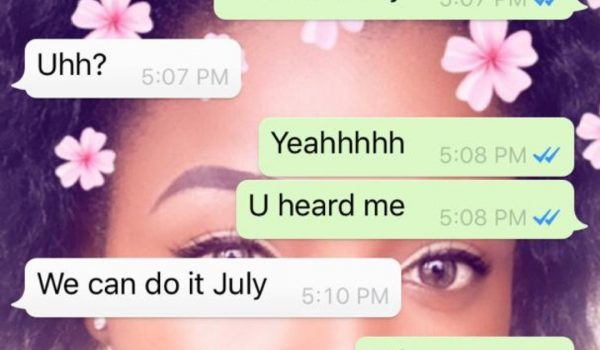 5:07 PM
Uhh? 5:07 PM
Yeahhhhh 5:08 PM
U heard me 5:08 PM
We can do it July 5:10 PM